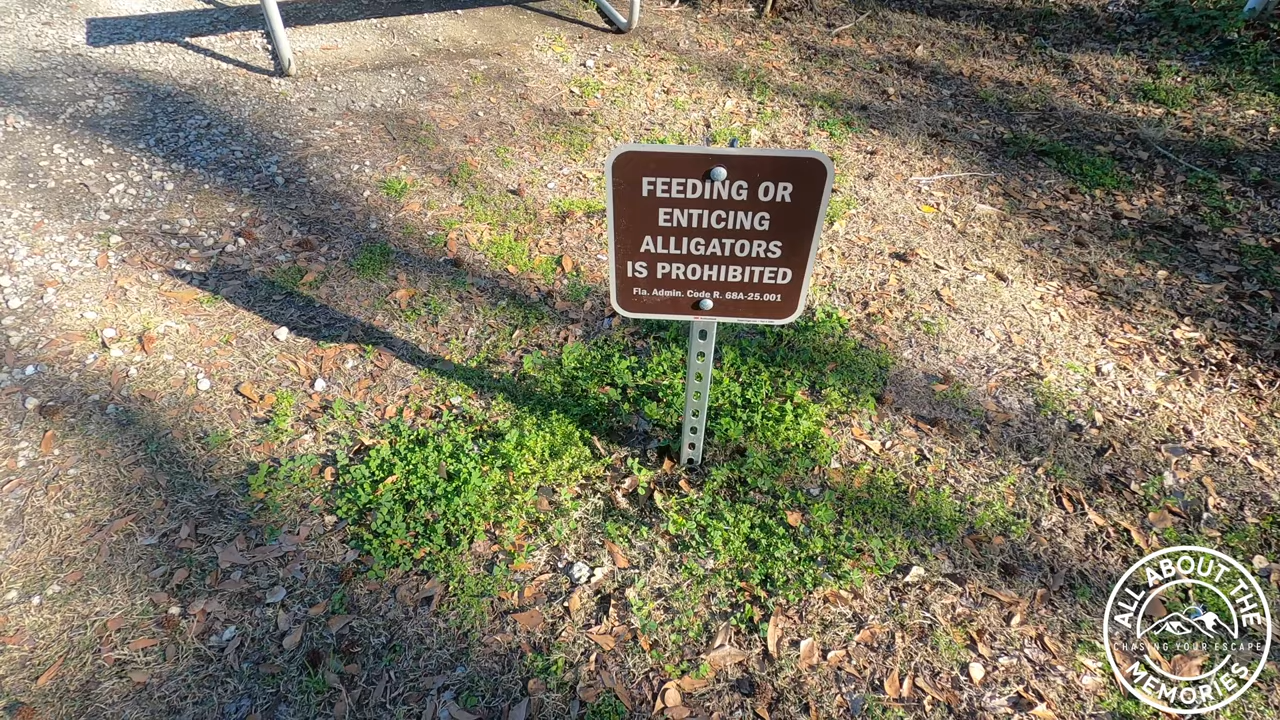 FEEDING OR
ENTICING
ALLIGATORS
IS PROHIBITED
Fla. Admin. Code R. 68A-25.001
ALL ABOUT THE
CHASING YOUR ESCAPE
MEMORIES